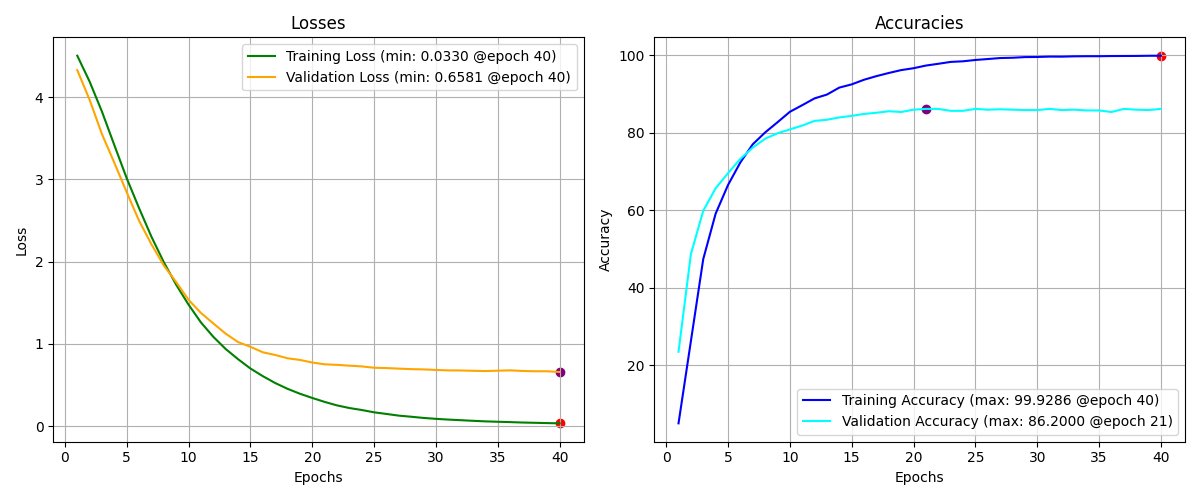 Losses
Training Loss (min: 0.0330 @epoch 40)
Validation Loss (min: 0.6581 @epoch 40)
4
3
2
1
0
Loss
0 5 10 15 20 25 30 35 40
Epochs
Accuracies
100
80
60
40
20
Accuracy
Training Accuracy (max: 99.9286 @epoch 40)
Validation Accuracy (max: 86.2000 @epoch 21)
0 5 10 15 20 25 30 35 40
Epochs